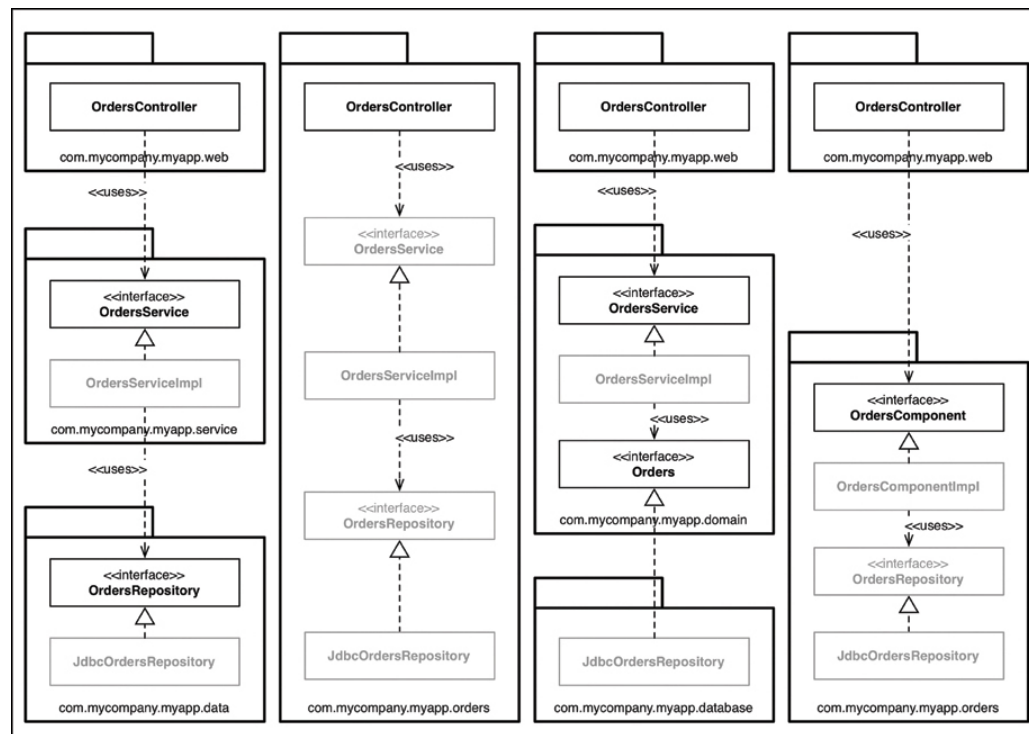 OrdersController
com.mycompany.myapp.web
<<uses>>
<<interface>>
OrdersService
OrdersServiceImpl
com.mycompany.myapp.service
<<uses>>
<<interface>>
OrdersRepository
JdbcOrdersRepository
com.mycompany.myapp.data
OrdersController
<<uses>>
<<interface>>
OrdersService
OrdersServiceImpl
<<uses>>
<<interface>>
OrdersRepository
JdbcOrdersRepository
com.mycompany.myapp.orders
OrdersController
com.mycompany.myapp.web
<<uses>>
<<interface>>
OrdersService
OrdersServiceImpl
<<uses>>
<<interface>>
Orders
com.mycompany.myapp.domain
JdbcOrdersRepository
com.mycompany.myapp.database
OrdersController
com.mycompany.myapp.web
<<uses>>
<<interface>>
OrdersComponent
OrdersComponentImpl
<<uses>>
<<interface>>
OrdersRepository
JdbcOrdersRepository
com.mycompany.myapp.orders